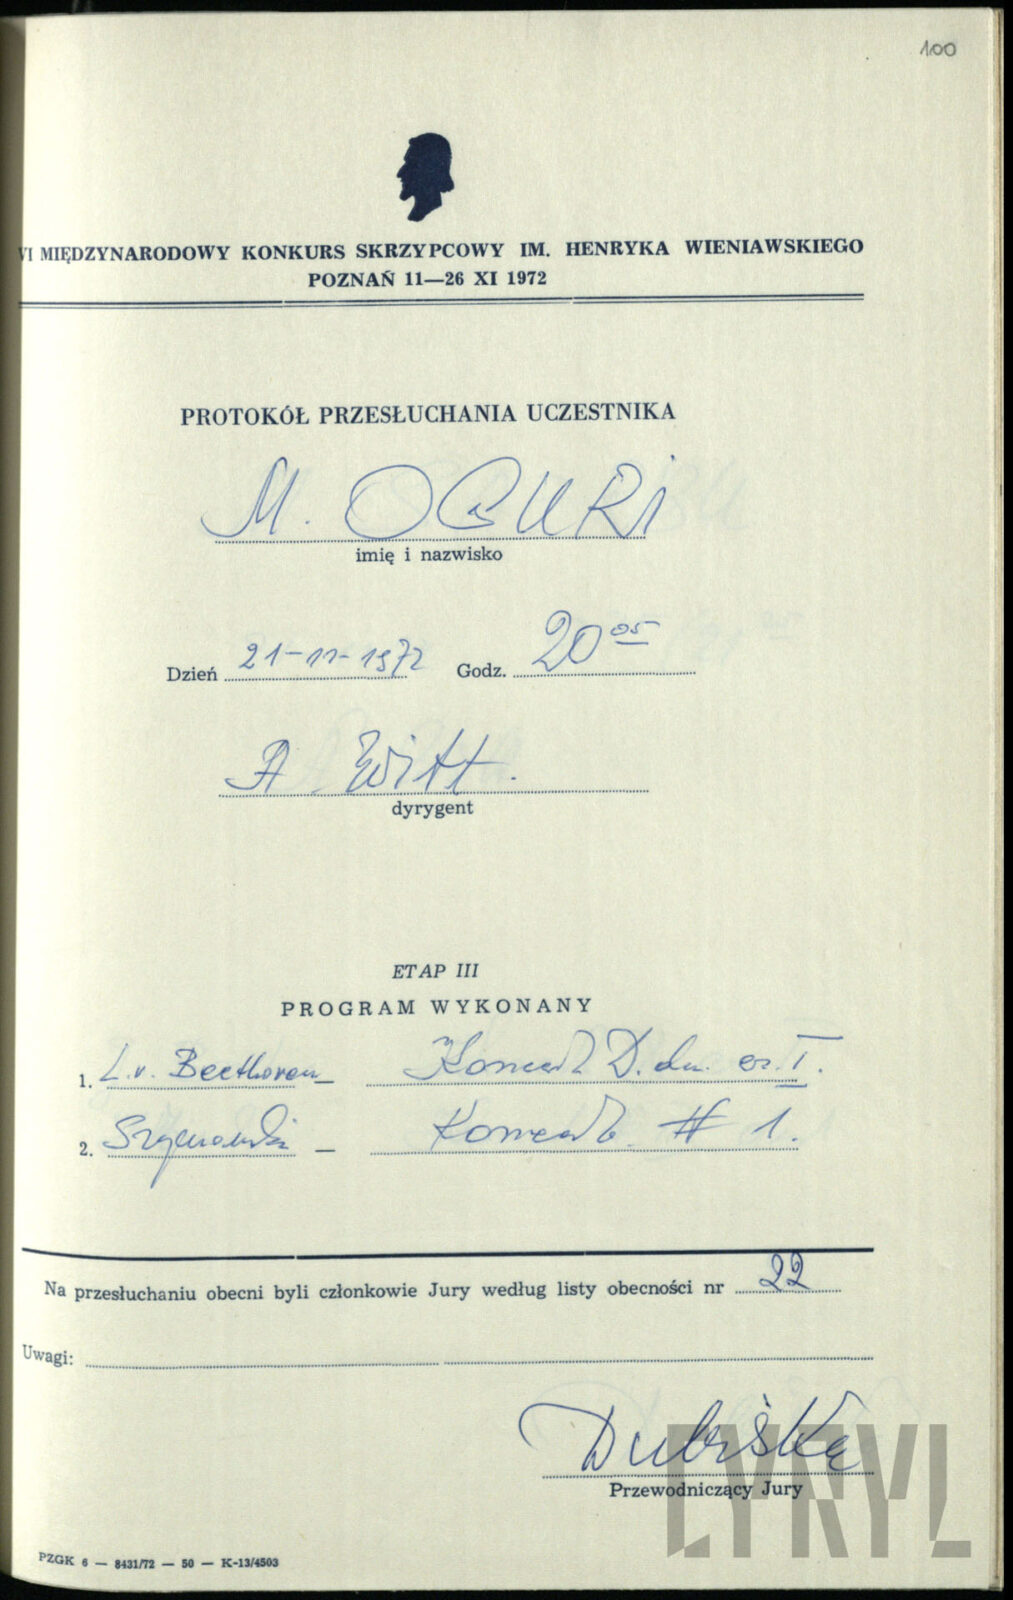 100
VI MIĘDZYNARODOWY KONKURS SKRZYPCOWY IM. HENRYKA WIENIAWSKIEGO
POZNAŃ 11—26 XI 1972
PROTOKÓŁ PRZESŁUCHANIA UCZESTNIKA
M. OGURI
imię i nazwisko
Dzień 21-11-1972 Godz. 20 05
A. Witt.
dyrygent
ETAP III
PROGRAM WYKONANY
1. L. v. Beethoven — Koncert D. dur. cz. I.
2. Szymanowski — Koncert # 1.
Na przesłuchaniu obecni byli członkowie Jury według listy obecności nr 22
Uwagi:
Dubiska
Przewodniczący Jury
CYRYL
PZGK 6 — 8431/72 — 50 — K-13/4503